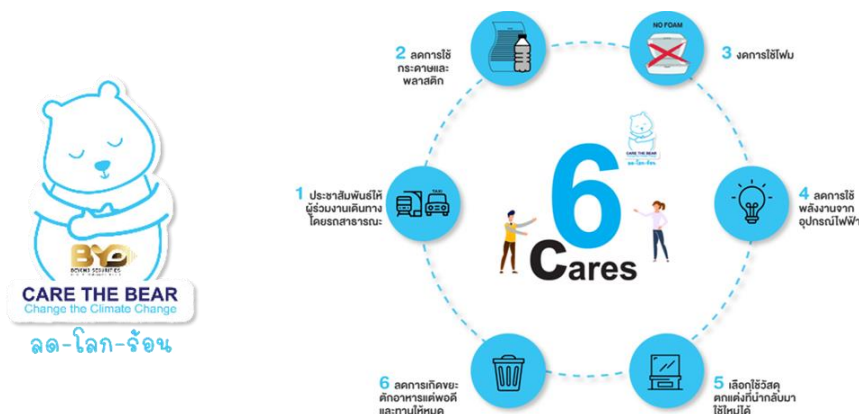 BYD
BEYOND SECURITIES
CARE THE BEAR
Change the Climate Change
ลด-โลก-ร้อน
1 ประชาสัมพันธ์ให้
ผู้ร่วมงานเดินทาง
โดยรถสาธารณะ
2 ลดการใช้
กระดาษและ
พลาสติก
NO FOAM
3 งดการใช้โฟม
4 ลดการใช้
พลังงานจาก
อุปกรณ์ไฟฟ้า
5 เลือกใช้วัสดุ
ตกแต่งที่นำกลับมา
ใช้ใหม่ได้
6 ลดการเกิดขยะ
ตักอาหารแต่พอดี
และทานให้หมด
CARE THE BEAR
ลด-โลก-ร้อน
6
Cares
TAXI